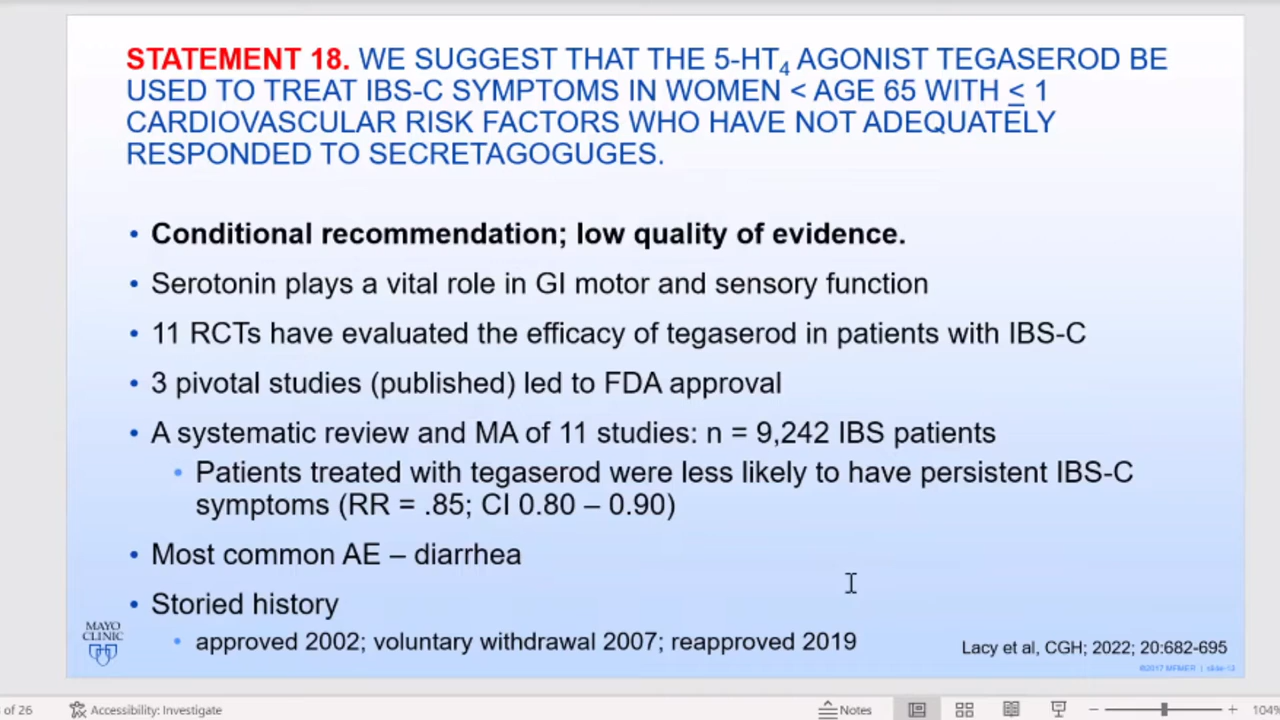 STATEMENT 18. WE SUGGEST THAT THE 5-HT4 AGONIST TEGASEROD BE
USED TO TREAT IBS-C SYMPTOMS IN WOMEN < AGE 65 WITH ≤ 1
CARDIOVASCULAR RISK FACTORS WHO HAVE NOT ADEQUATELY
RESPONDED TO SECRETAGOGUGES.
• Conditional recommendation; low quality of evidence.
• Serotonin plays a vital role in GI motor and sensory function
• 11 RCTs have evaluated the efficacy of tegaserod in patients with IBS-C
• 3 pivotal studies (published) led to FDA approval
• A systematic review and MA of 11 studies: n = 9,242 IBS patients
• Patients treated with tegaserod were less likely to have persistent IBS-C
symptoms (RR = .85; CI 0.80 – 0.90)
• Most common AE – diarrhea
• Storied history
• approved 2002; voluntary withdrawal 2007; reapproved 2019
MAYO
CLINIC
Lacy et al, CGH; 2022; 20:682-695
©2017 MFMER | slide-13
of 26
Accessibility: Investigate
Notes
104%